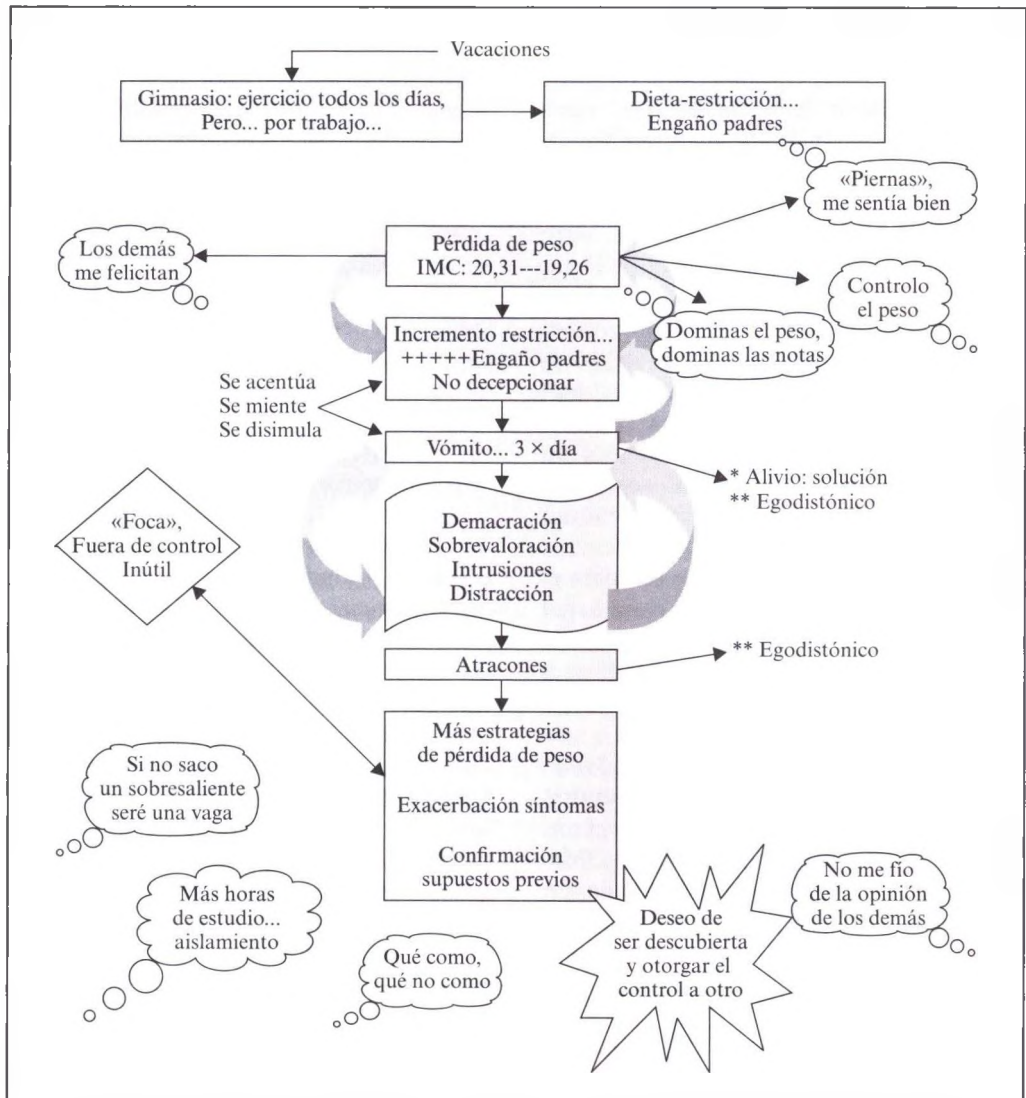 Vacaciones
Gimnasio: ejercicio todos los días,
Pero... por trabajo...
Dieta-restricción...
Engaño padres
«Piernas»,
me sentía bien
Los demás
me felicitan
Pérdida de peso
IMC: 20,31---19,26
Controlo
el peso
Dominas el peso,
dominas las notas
Incremento restricción...
+++++Engaño padres
No decepcionar
Se acentúa
Se miente
Se disimula
Vómito... 3 × día
* Alivio: solución
** Egodistónico
«Foca»,
Fuera de control
Inútil
Demacración
Sobrevaloración
Intrusiones
Distracción
Atracones
** Egodistónico
Más estrategias
de pérdida de peso
Exacerbación síntomas
Confirmación
supuestos previos
Si no saco
un sobresaliente
seré una vaga
Más horas
de estudio...
aislamiento
Qué como,
qué no como
Deseo de
ser descubierta
y otorgar el
control a otro
No me fío
de la opinión
de los demás